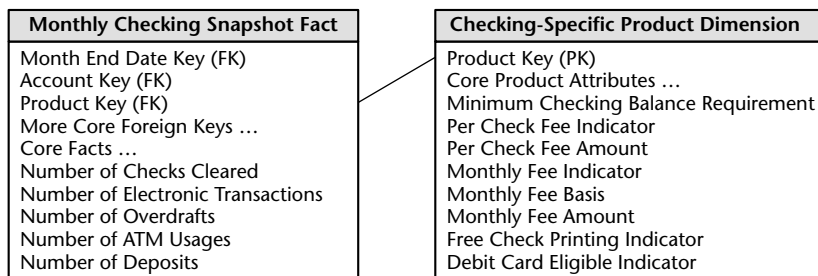 Monthly Checking Snapshot Fact
Month End Date Key (FK)
Account Key (FK)
Product Key (FK)
More Core Foreign Keys …
Core Facts …
Number of Checks Cleared
Number of Electronic Transactions
Number of Overdrafts
Number of ATM Usages
Number of Deposits
Checking-Specific Product Dimension
Product Key (PK)
Core Product Attributes …
Minimum Checking Balance Requirement
Per Check Fee Indicator
Per Check Fee Amount
Monthly Fee Indicator
Monthly Fee Basis
Monthly Fee Amount
Free Check Printing Indicator
Debit Card Eligible Indicator